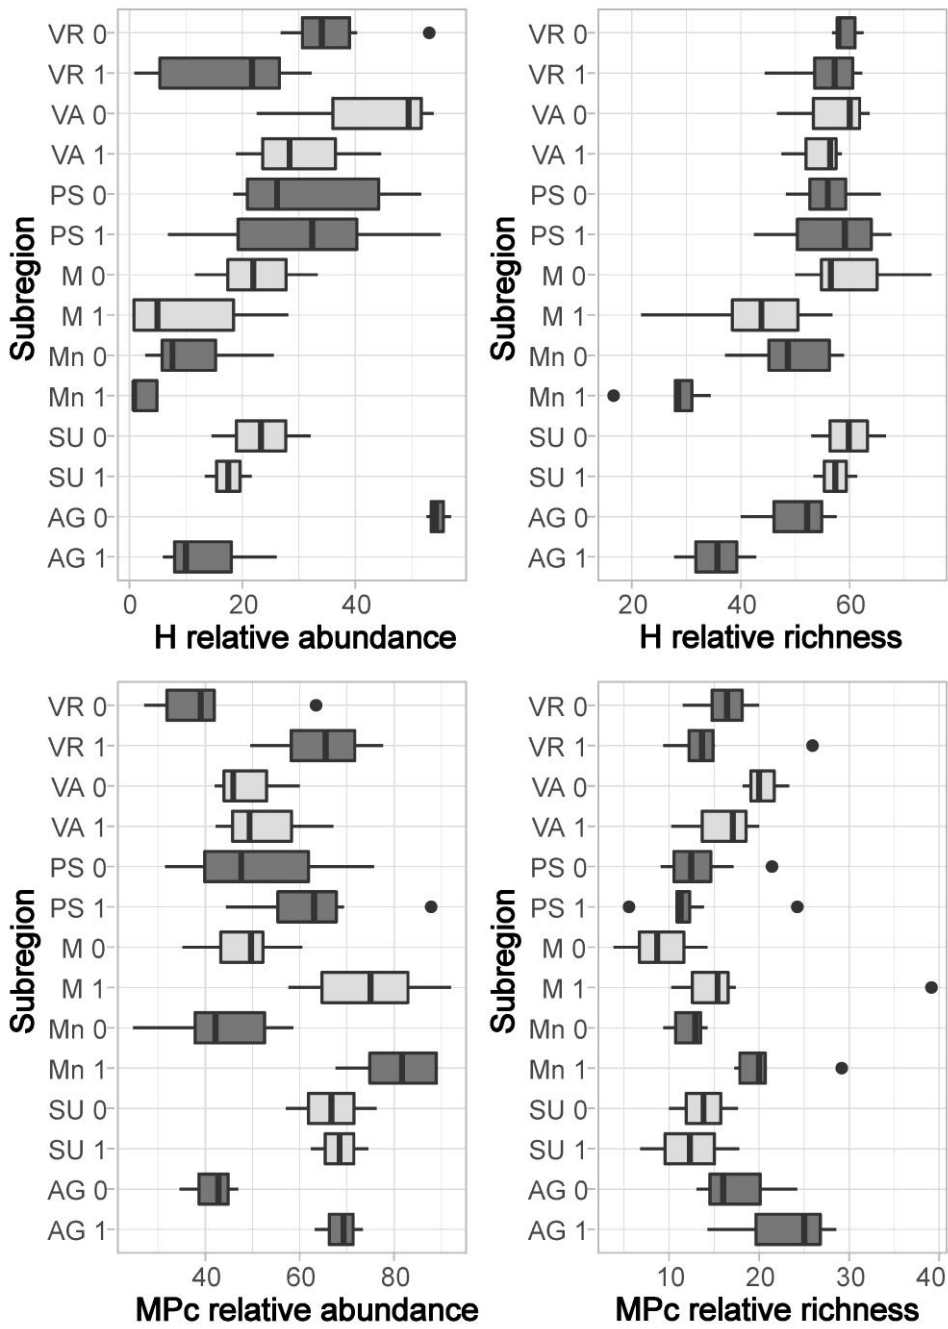 Subregion
VR 0
VR 1
VA 0
VA 1
PS 0
PS 1
M 0
M 1
Mn 0
Mn 1
SU 0
SU 1
AG 0
AG 1
0 20 40
H relative abundance
Subregion
VR 0
VR 1
VA 0
VA 1
PS 0
PS 1
M 0
M 1
Mn 0
Mn 1
SU 0
SU 1
AG 0
AG 1
20 40 60
H relative richness
Subregion
VR 0
VR 1
VA 0
VA 1
PS 0
PS 1
M 0
M 1
Mn 0
Mn 1
SU 0
SU 1
AG 0
AG 1
40 60 80
MPc relative abundance
Subregion
VR 0
VR 1
VA 0
VA 1
PS 0
PS 1
M 0
M 1
Mn 0
Mn 1
SU 0
SU 1
AG 0
AG 1
10 20 30 40
MPc relative richness